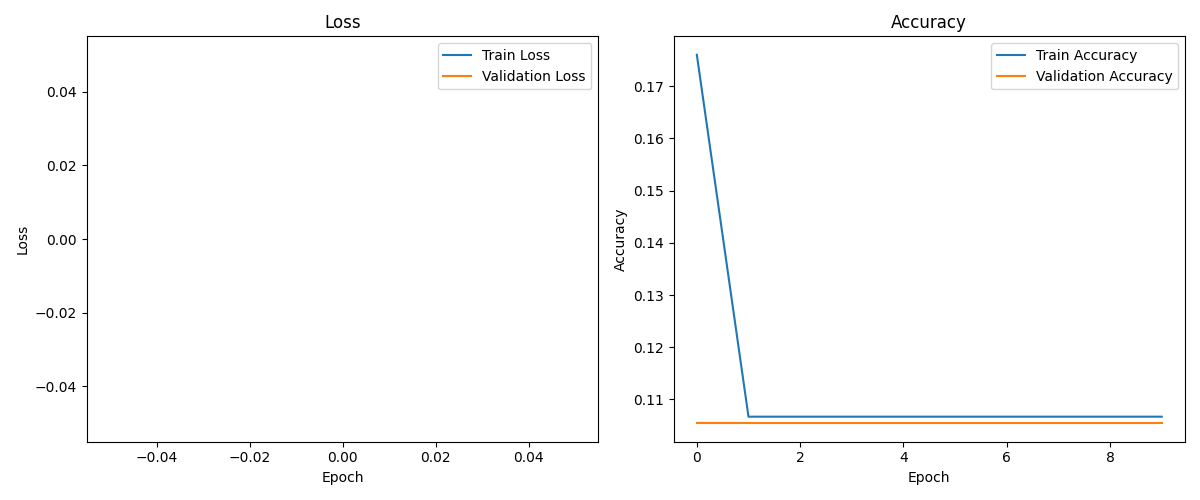 Loss
Train Loss
Validation Loss
0.04
0.02
0.00
−0.02
−0.04
Loss
−0.04
−0.02
0.00
0.02
0.04
Epoch
Accuracy
Train Accuracy
Validation Accuracy
0.17
0.16
0.15
0.14
0.13
0.12
0.11
Accuracy
0
2
4
6
8
Epoch